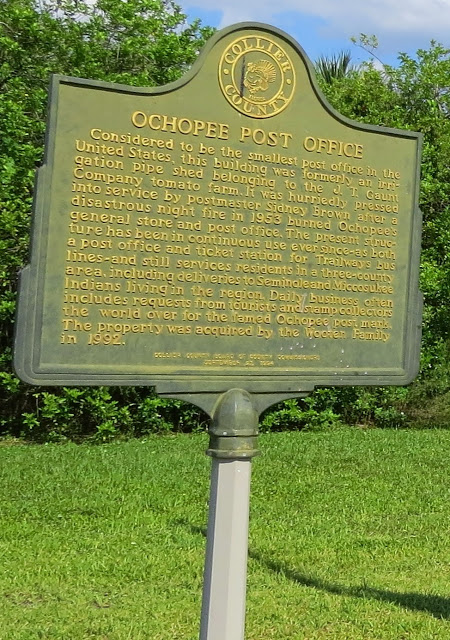 COLLIER
COUNTY
OCHOPEE POST OFFICE
Considered to be the smallest post office in the
United States, this building was formerly an irri-
gation pipe shed belonging to the J. T. Gaunt
Company tomato farm. It was hurriedly pressed
into service by postmaster Sidney Brown after a
disastrous night fire in 1953 burned Ochopee's
general store and post office. The present struc-
ture has been in continuous use ever since-as both
a post office and ticket station for Trailways bus
lines-and still services residents in a three-county
area, including deliveries to Seminole and Miccosukee
Indians living in the region. Daily business often
includes requests from tourists and stamp collectors
the world over for the famed Ochopee post mark.
The property was acquired by the Wooten Family
in 1992.
COLLIER COUNTY BOARD OF COUNTY COMMISSIONERS